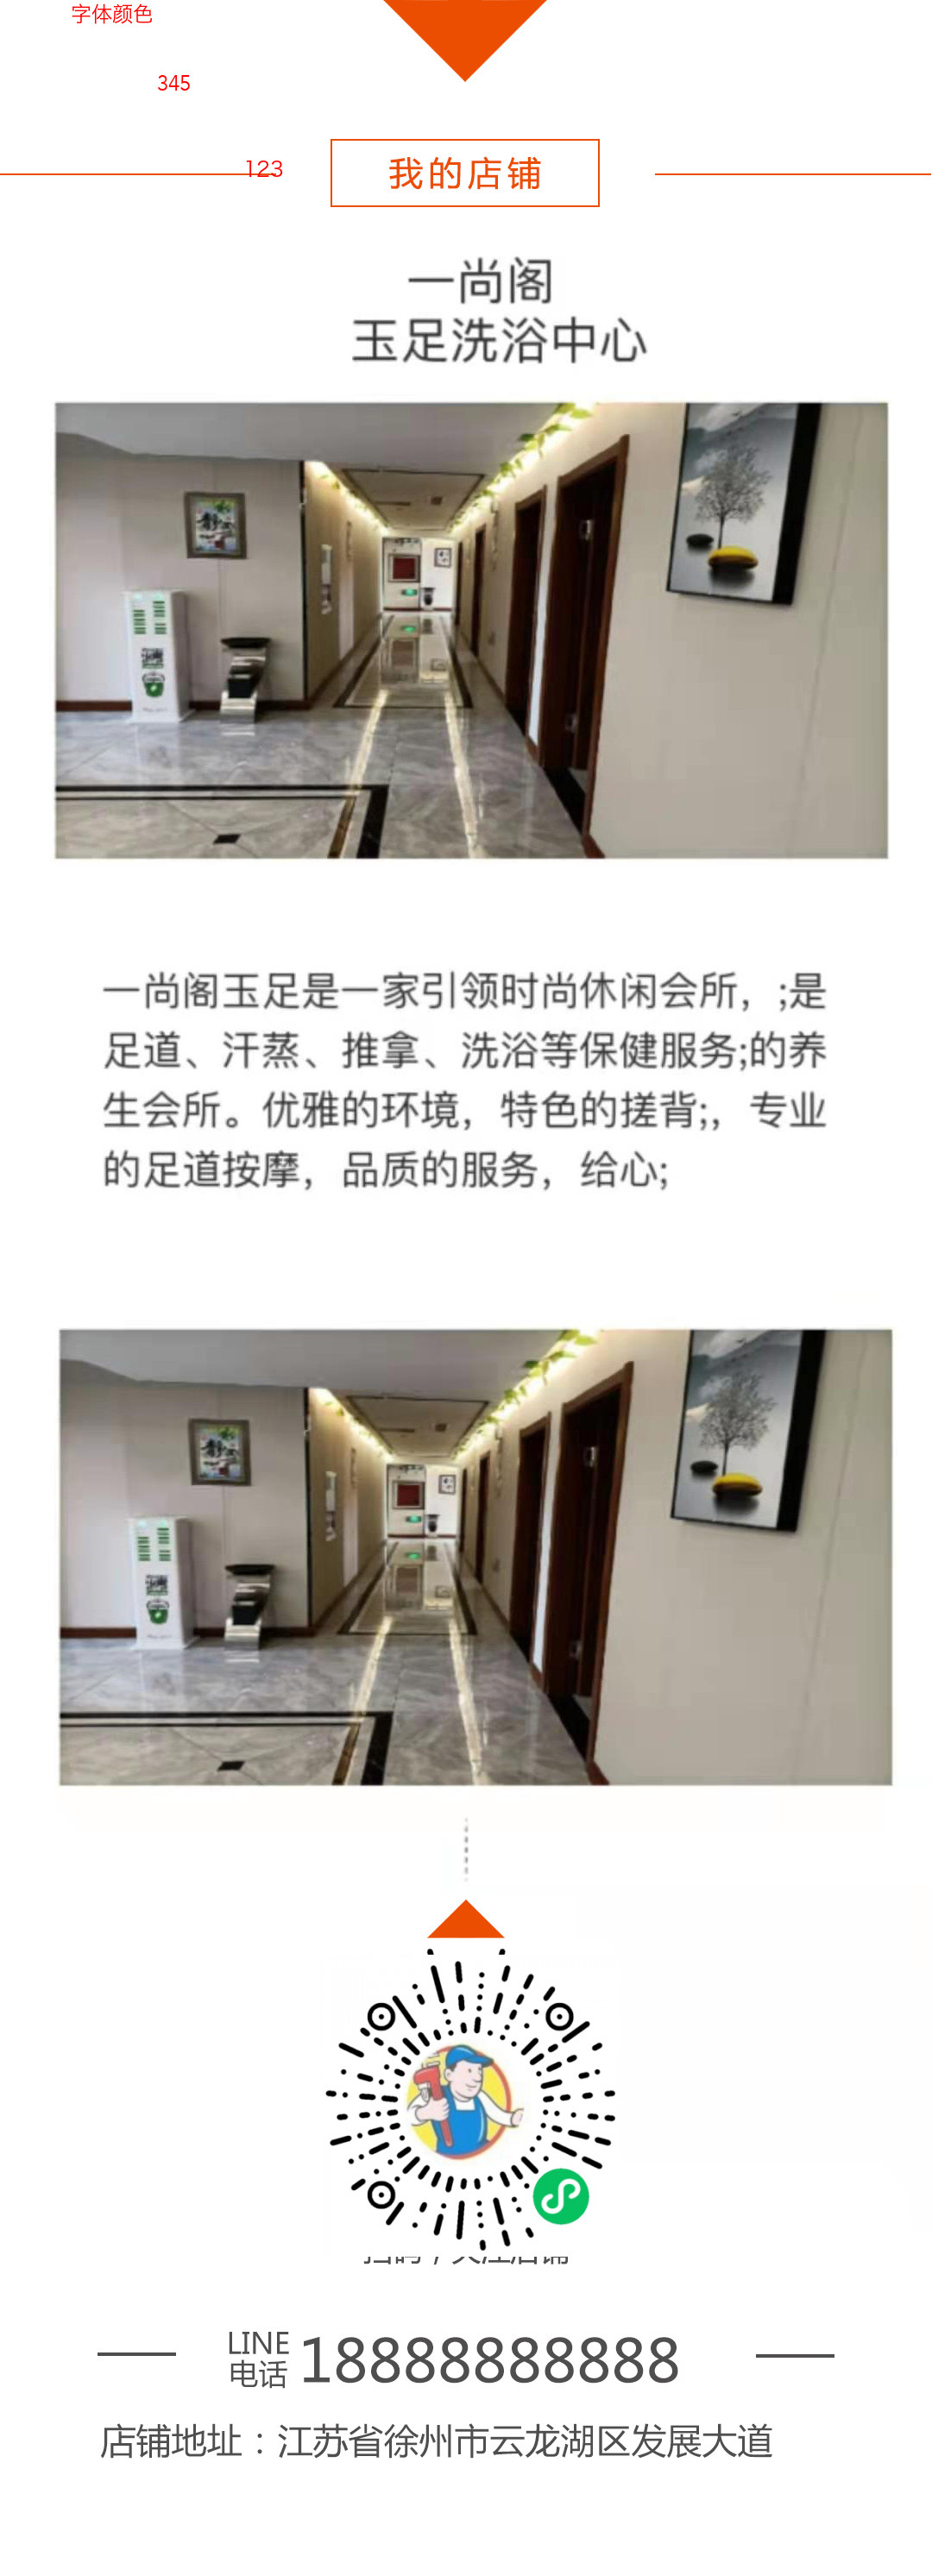 字体颜色
345
123
我的店铺
一尚阁
玉足洗浴中心
一尚阁玉足是一家引领时尚休闲会所，;是
足道、汗蒸、推拿、洗浴等保健服务;的养
生会所。优雅的环境，特色的搓背;，专业
的足道按摩，品质的服务，给心;
LINE
电话 18888888888
店铺地址：江苏省徐州市云龙湖区发展大道